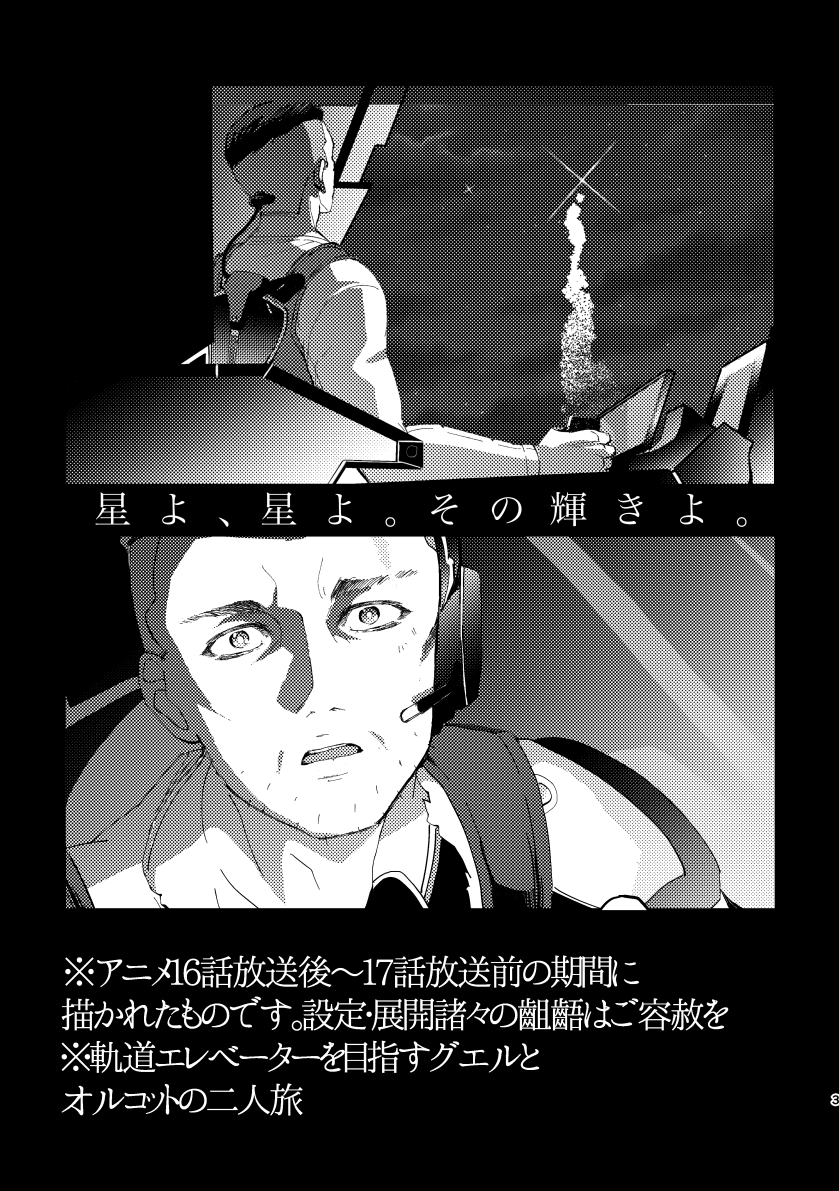 星よ、星よ。その輝きよ。
※アニメ16話放送後～17話放送前の期間に
描かれたものです。設定・展開諸々の齟齬はご容赦を
※軌道エレベーターを目指すグエルと
オルコットの二人旅
3